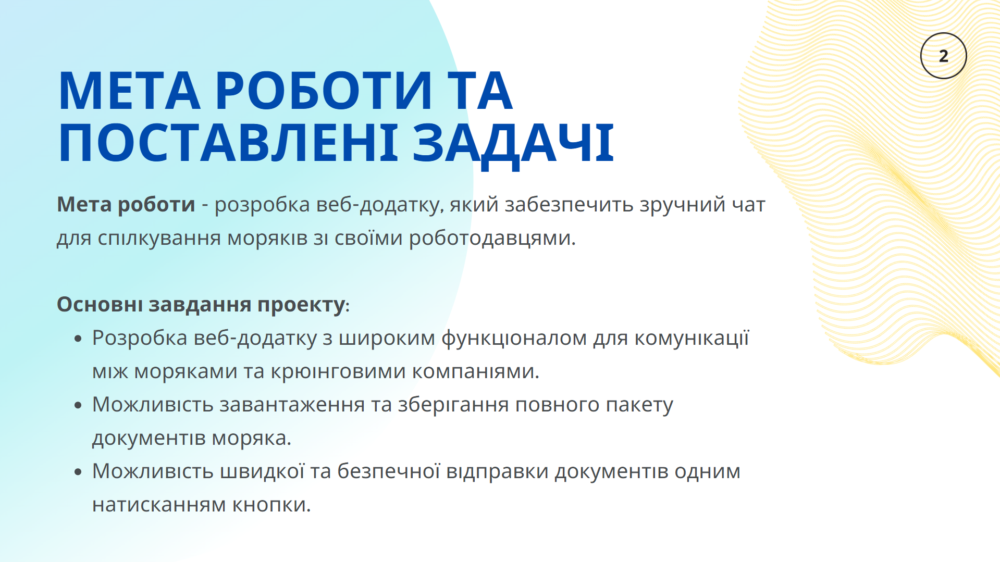 2
МЕТА РОБОТИ ТА
ПОСТАВЛЕНІ ЗАДАЧІ
Мета роботи - розробка веб-додатку, який забезпечить зручний чат
для спілкування моряків зі своїми роботодавцями.
Основні завдання проекту:
• Розробка веб-додатку з широким функціоналом для комунікації
між моряками та крюінговими компаніями.
• Можливість завантаження та зберігання повного пакету
документів моряка.
• Можливість швидкої та безпечної відправки документів одним
натисканням кнопки.